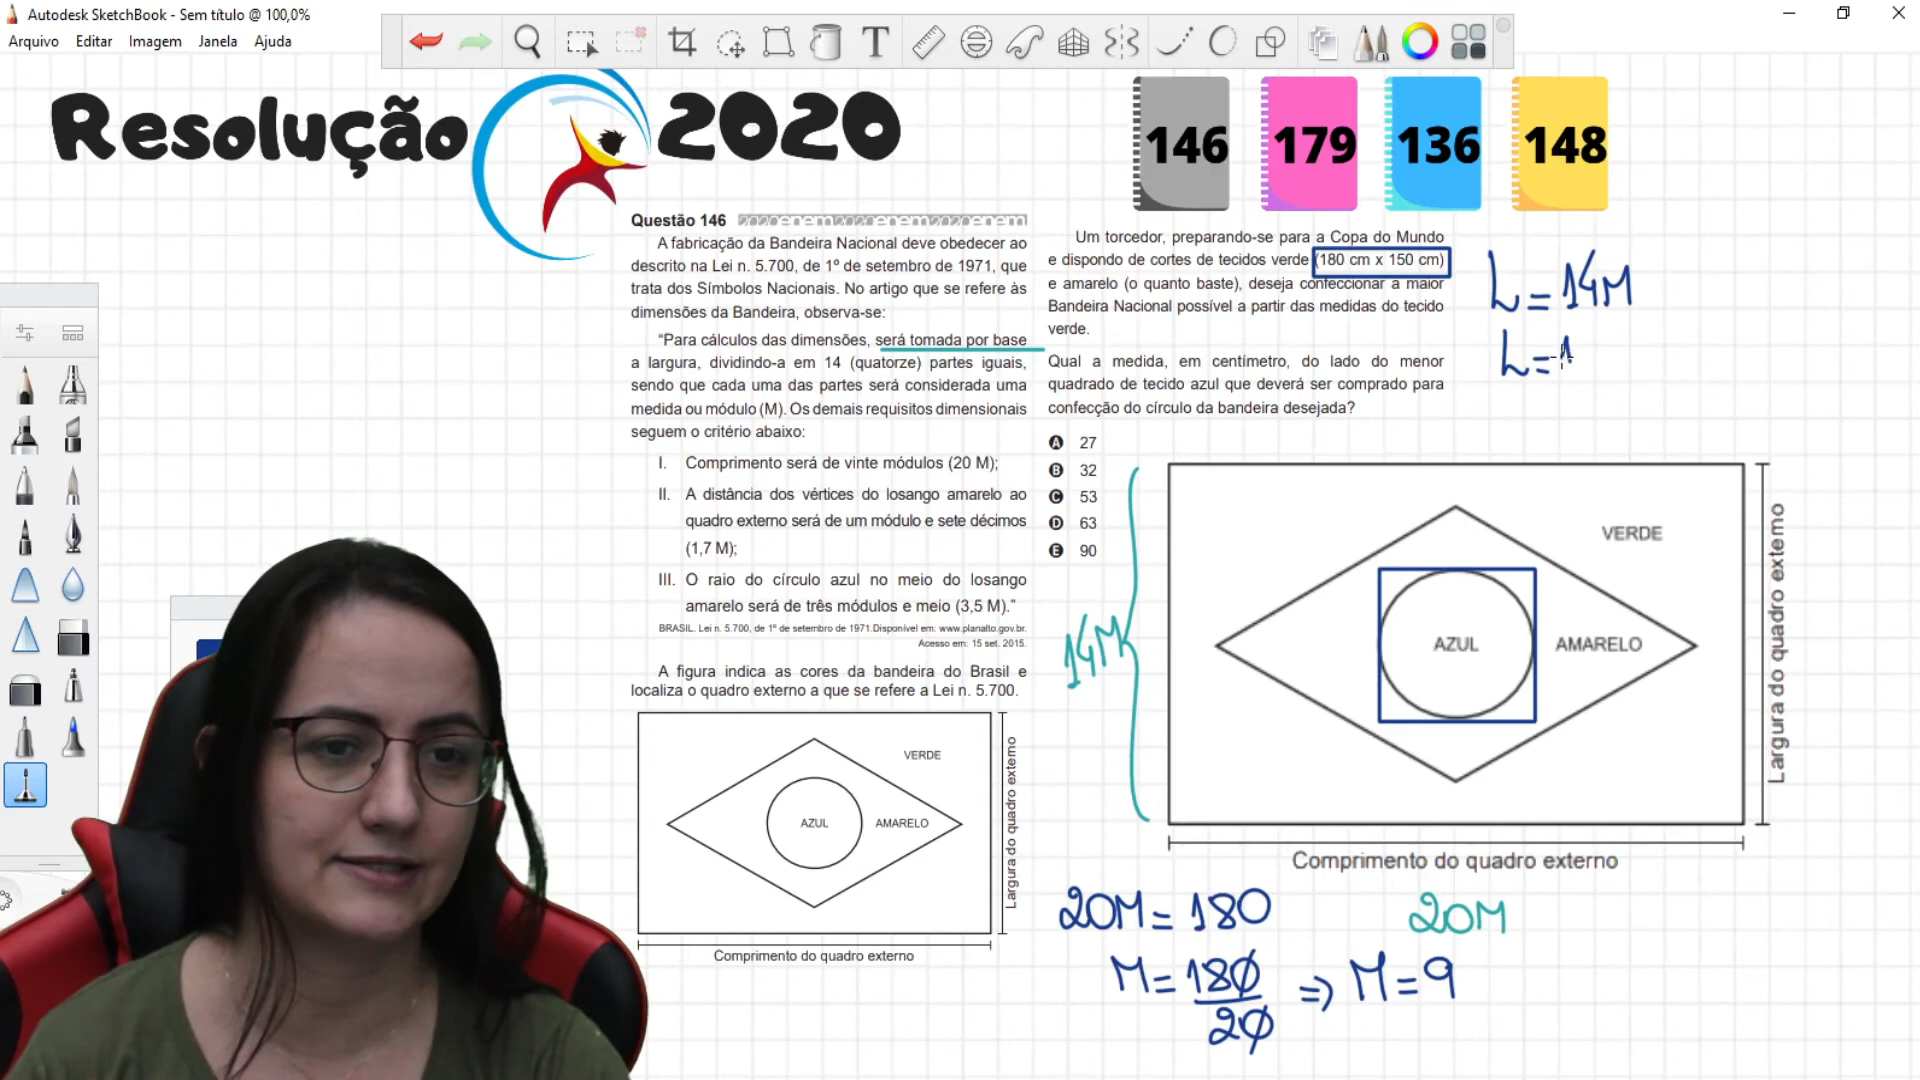 Autodesk SketchBook - Sem título @ 100,0%
Arquivo Editar Imagem Janela Ajuda
Resolução 2020
146 179 136 148
Questão 146 2020enem2020enem2020enem
A fabricação da Bandeira Nacional deve obedecer ao
descrito na Lei n. 5.700, de 1º de setembro de 1971, que
trata dos Símbolos Nacionais. No artigo que se refere às
dimensões da Bandeira, observa-se:
“Para cálculos das dimensões, será tomada por base
a largura, dividindo-a em 14 (quatorze) partes iguais,
sendo que cada uma das partes será considerada uma
medida ou módulo (M). Os demais requisitos dimensionais
seguem o critério abaixo:
I. Comprimento será de vinte módulos (20 M);
II. A distância dos vértices do losango amarelo ao
quadro externo será de um módulo e sete décimos
(1,7 M);
III. O raio do círculo azul no meio do losango
amarelo será de três módulos e meio (3,5 M).”
BRASIL. Lei n. 5.700, de 1º de setembro de 1971.Disponível em: www.planalto.gov.br.
Acesso em: 15 set. 2015.
A figura indica as cores da bandeira do Brasil e
localiza o quadro externo a que se refere a Lei n. 5.700.
VERDE
AZUL
AMARELO
Largura do quadro externo
Comprimento do quadro externo
Um torcedor, preparando-se para a Copa do Mundo
e dispondo de cortes de tecidos verde (180 cm x 150 cm)
e amarelo (o quanto baste), deseja confeccionar a maior
Bandeira Nacional possível a partir das medidas do tecido
verde.
Qual a medida, em centímetro, do lado do menor
quadrado de tecido azul que deverá ser comprado para
confecção do círculo da bandeira desejada?
A 27
B 32
C 53
D 63
E 90
L = 14M
L = 1
14M
VERDE
AZUL
AMARELO
Largura do quadro externo
Comprimento do quadro externo
20M = 180
20M
M = 180/20 => M = 9